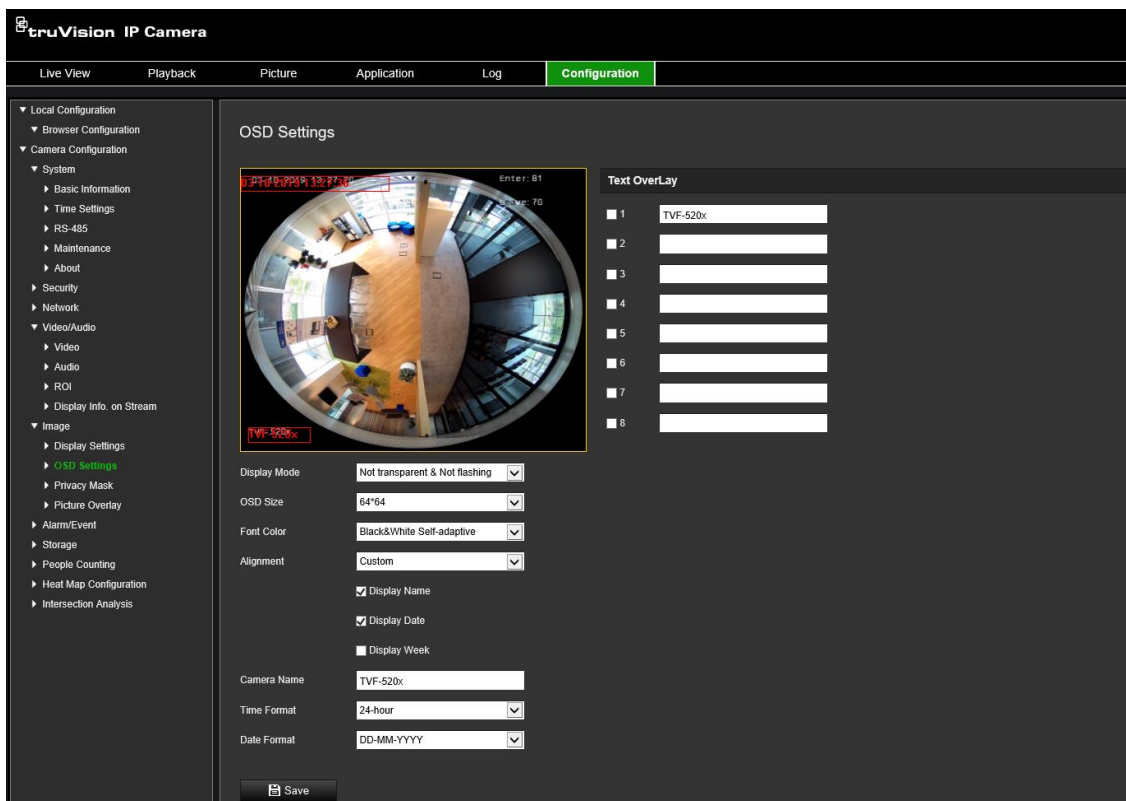 truVision IP Camera
Live View Playback Picture Application Log Configuration
Local Configuration
Browser Configuration
Camera Configuration
System
Basic Information
Time Settings
RS-485
Maintenance
About
Security
Network
Video/Audio
Video
Audio
ROI
Display Info. on Stream
Image
Display Settings
OSD Settings
Privacy Mask
Picture Overlay
Alarm/Event
Storage
People Counting
Heat Map Configuration
Intersection Analysis
OSD Settings
Enter: 81
TVF-520x
Display Mode Not transparent & Not flashing
OSD Size 64*64
Font Color Black&White Self-adaptive
Alignment Custom
Display Name
Display Date
Display Week
Camera Name TVF-520x
Time Format 24-hour
Date Format DD-MM-YYYY
Save
Text OverLay
1 TVF-520x
2
3
4
5
6
7
8